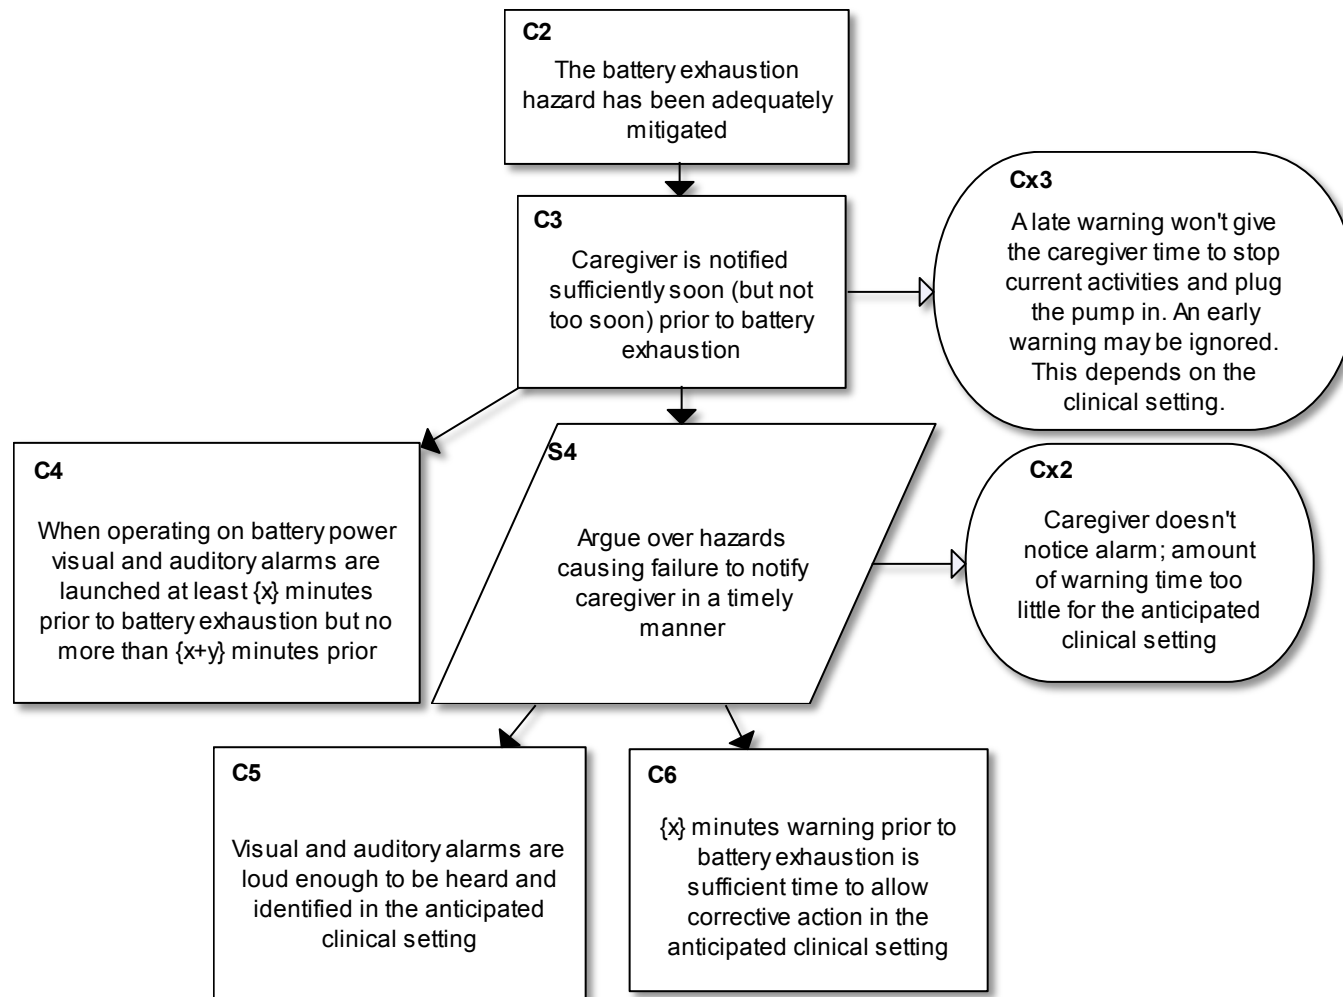 C2
The battery exhaustion
hazard has been adequately
mitigated
C3
Caregiver is notified
sufficiently soon (but not
too soon) prior to battery
exhaustion
Cx3
A late warning won't give
the caregiver time to stop
current activities and plug
the pump in. An early
warning may be ignored.
This depends on the
clinical setting.
C4
When operating on battery power
visual and auditory alarms are
launched at least {x} minutes
prior to battery exhaustion but no
more than {x+y} minutes prior
S4
Argue over hazards
causing failure to notify
caregiver in a timely
manner
Cx2
Caregiver doesn't
notice alarm; amount
of warning time too
little for the anticipated
clinical setting
C5
Visual and auditory alarms are
loud enough to be heard and
identified in the anticipated
clinical setting
C6
{x} minutes warning prior to
battery exhaustion is
sufficient time to allow
corrective action in the
anticipated clinical setting